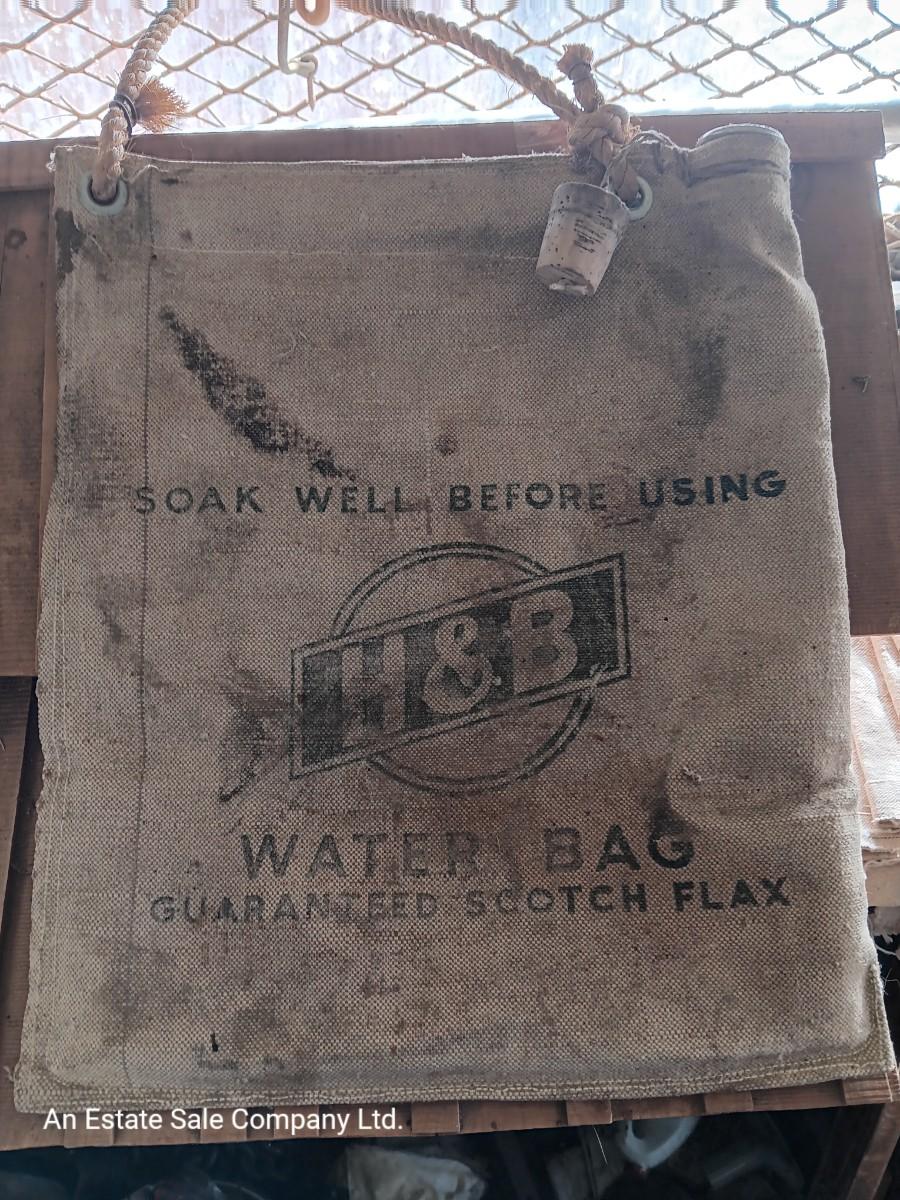 SOAK WELL BEFORE USING
H&B
WATER BAG
GUARANTEED SCOTCH FLAX
An Estate Sale Company Ltd.